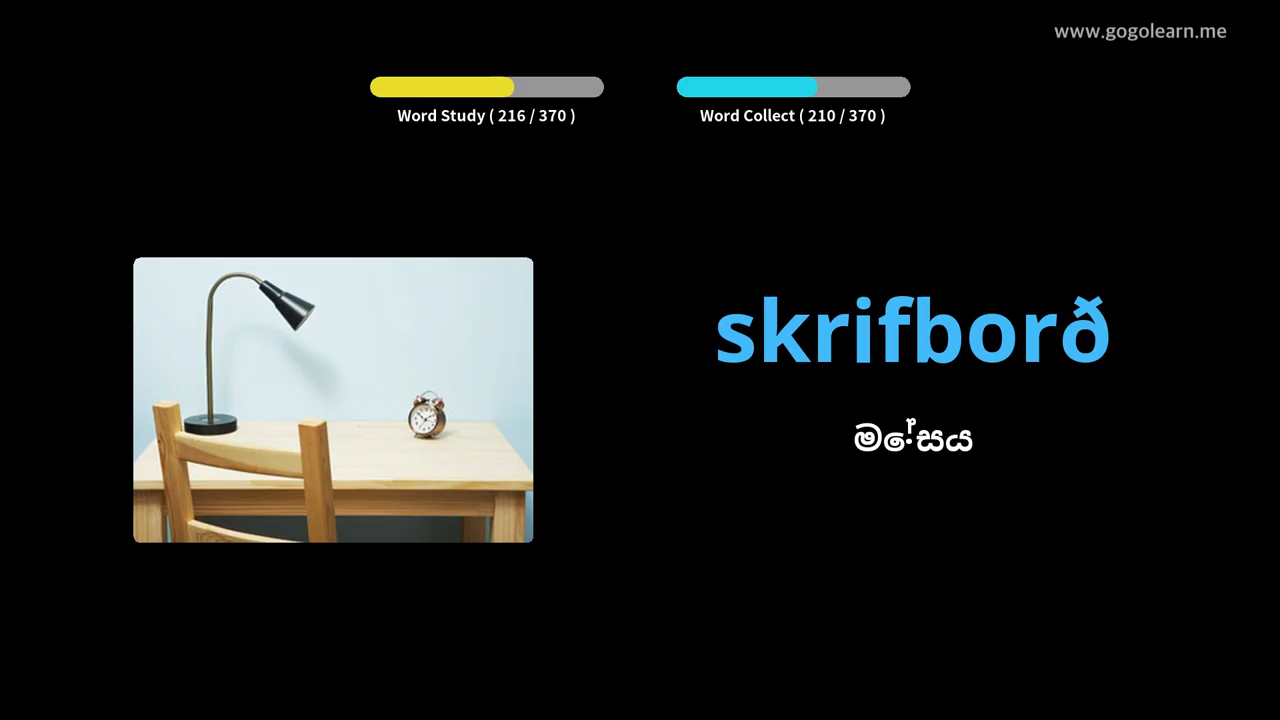 www.gogolearn.me
Word Study ( 216 / 370 )
Word Collect ( 210 / 370 )
skrifborð
මේසය